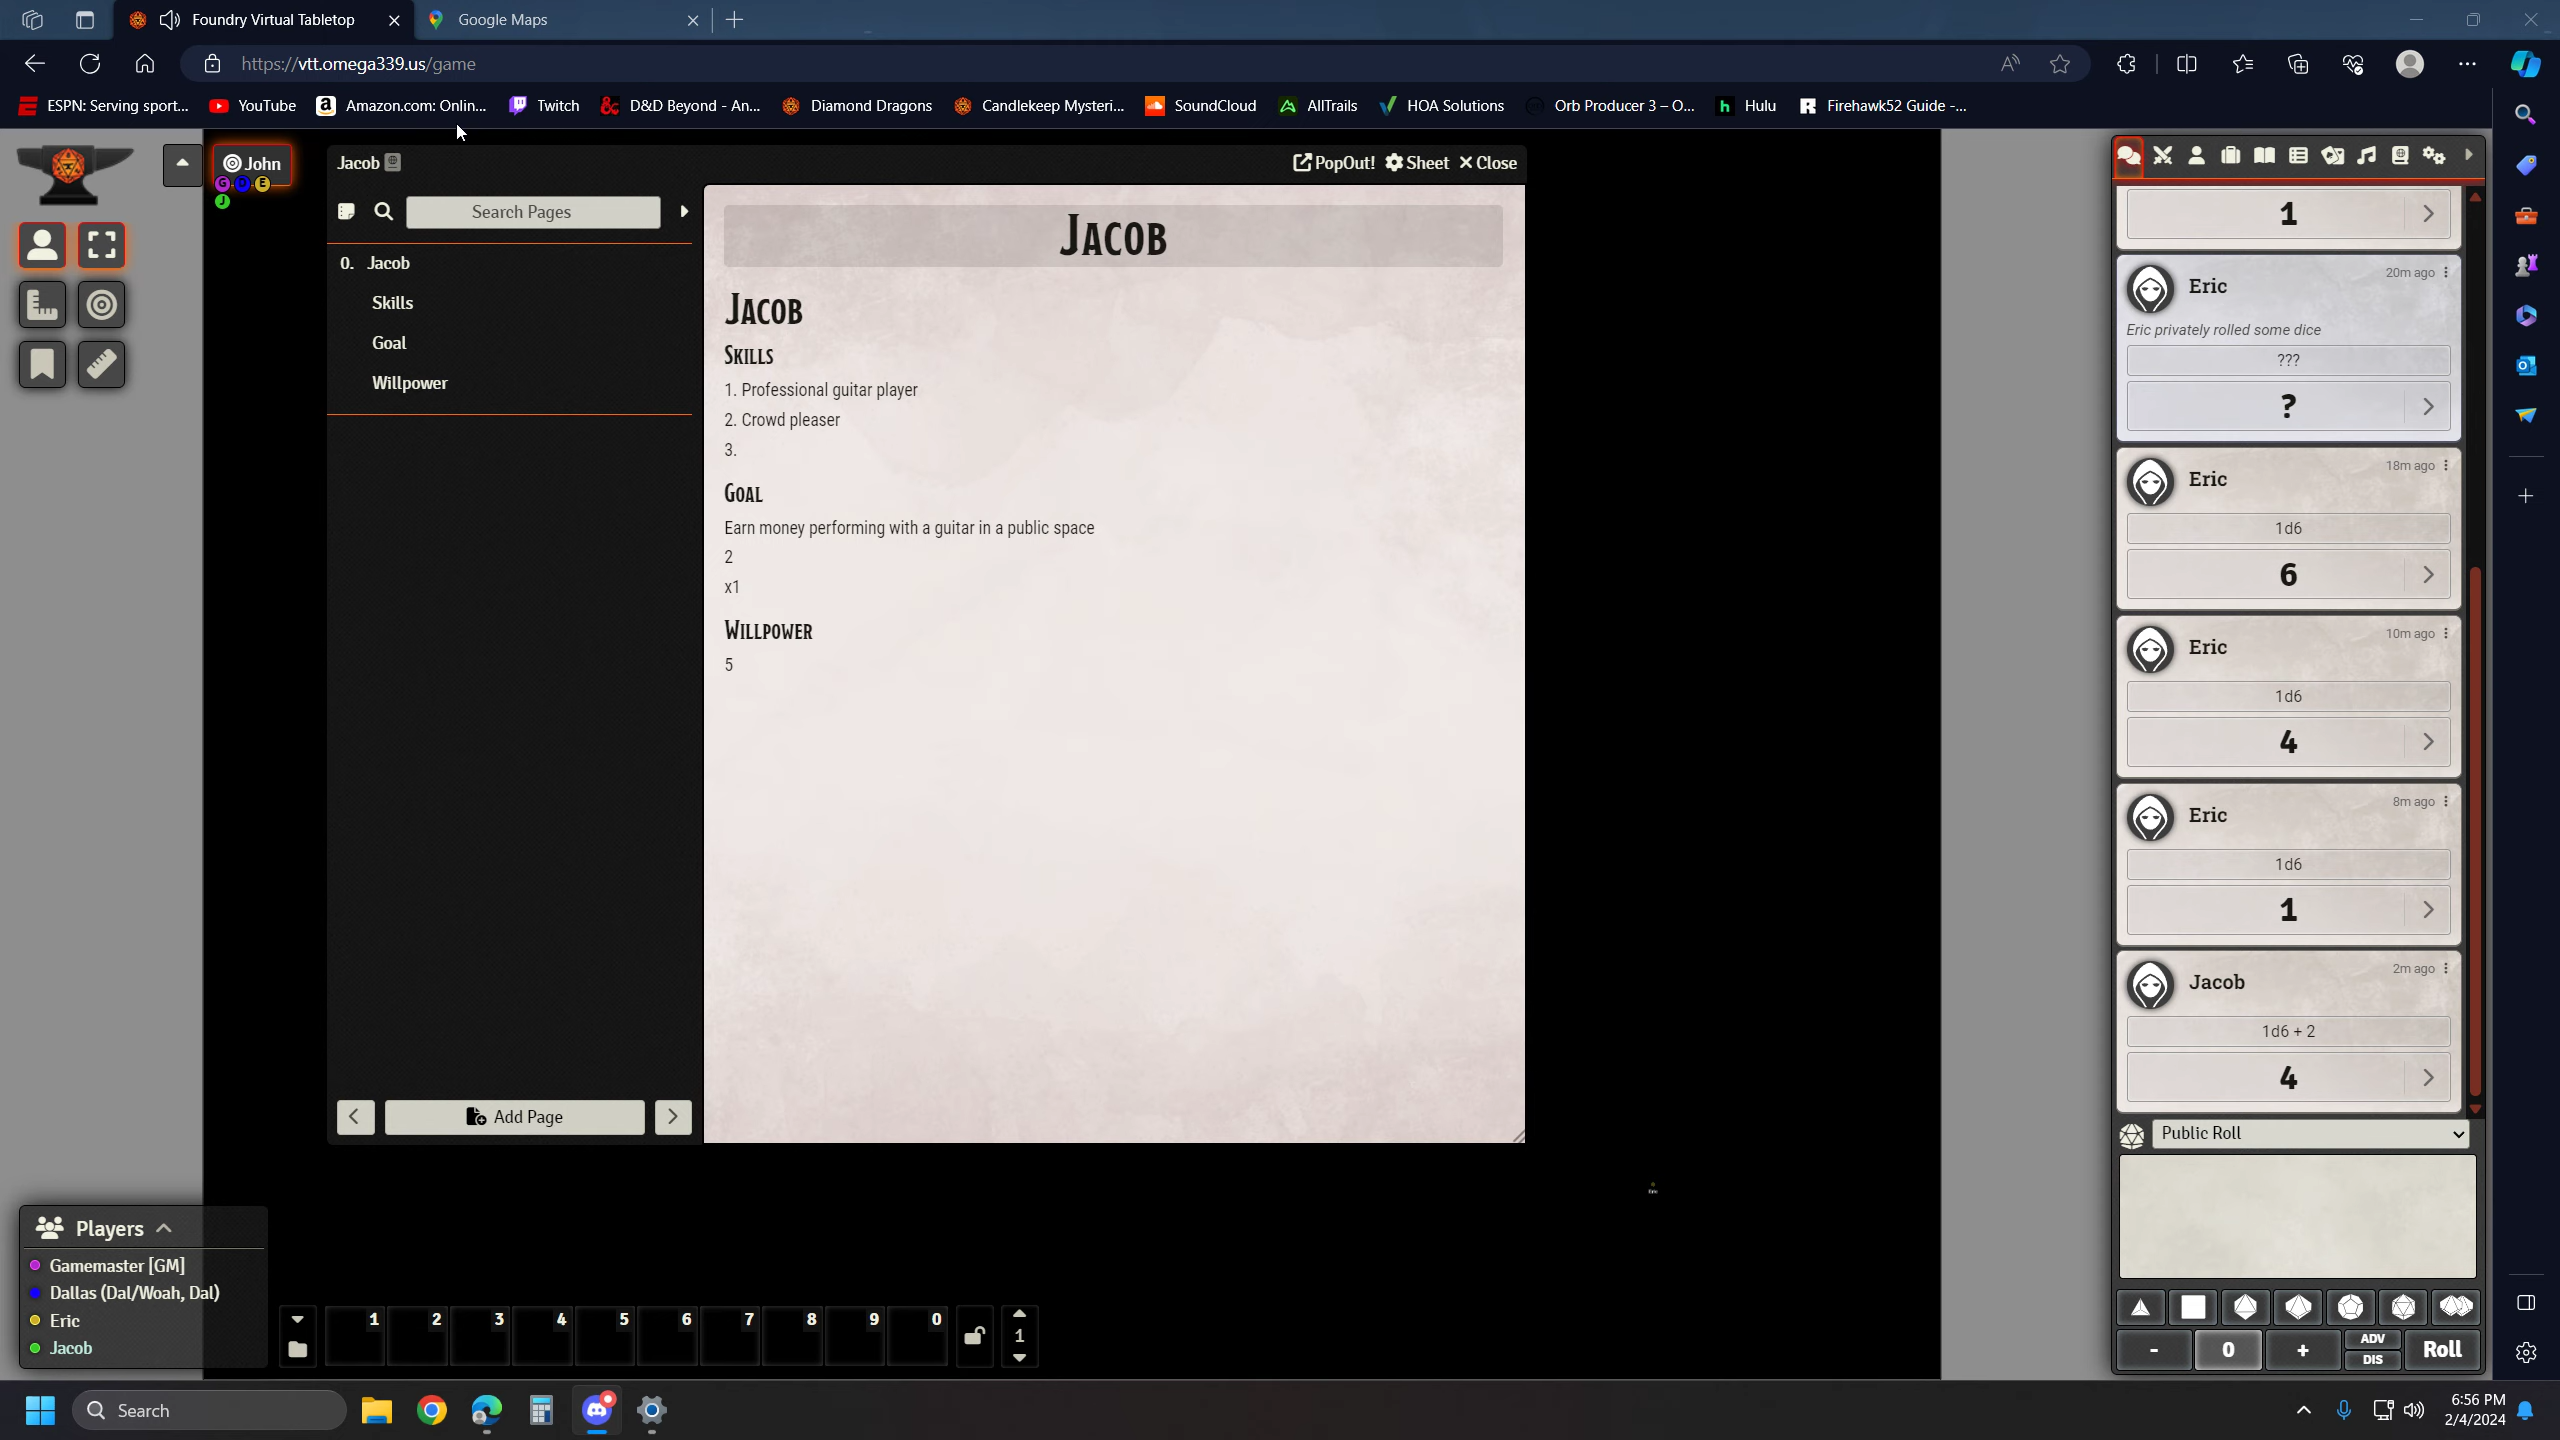 Foundry Virtual Tabletop
Google Maps
https://vtt.omega339.us/game
ESPN: Serving sport...
YouTube
Amazon.com: Onlin...
Twitch
D&D Beyond - An...
Diamond Dragons
Candlekeep Mysteri...
SoundCloud
AllTrails
HOA Solutions
Orb Producer 3 – O...
Hulu
Firehawk52 Guide -...
John
G D E
J
Jacob
PopOut! Sheet Close
Search Pages
0. Jacob
Skills
Goal
Willpower
Add Page
Jacob
Jacob
Skills
1. Professional guitar player
2. Crowd pleaser
3.
Goal
Earn money performing with a guitar in a public space
2
x1
Willpower
5
1
Eric
20m ago
Eric privately rolled some dice
???
?
Eric
18m ago
1d6
6
Eric
10m ago
1d6
4
Eric
8m ago
1d6
1
Jacob
2m ago
1d6 + 2
4
Public Roll
- 0 + ADV DIS Roll
Players
Gamemaster [GM]
Dallas (Dal/Woah, Dal)
Eric
Jacob
1 2 3 4 5 6 7 8 9 0
1
Search
6:56 PM
2/4/2024